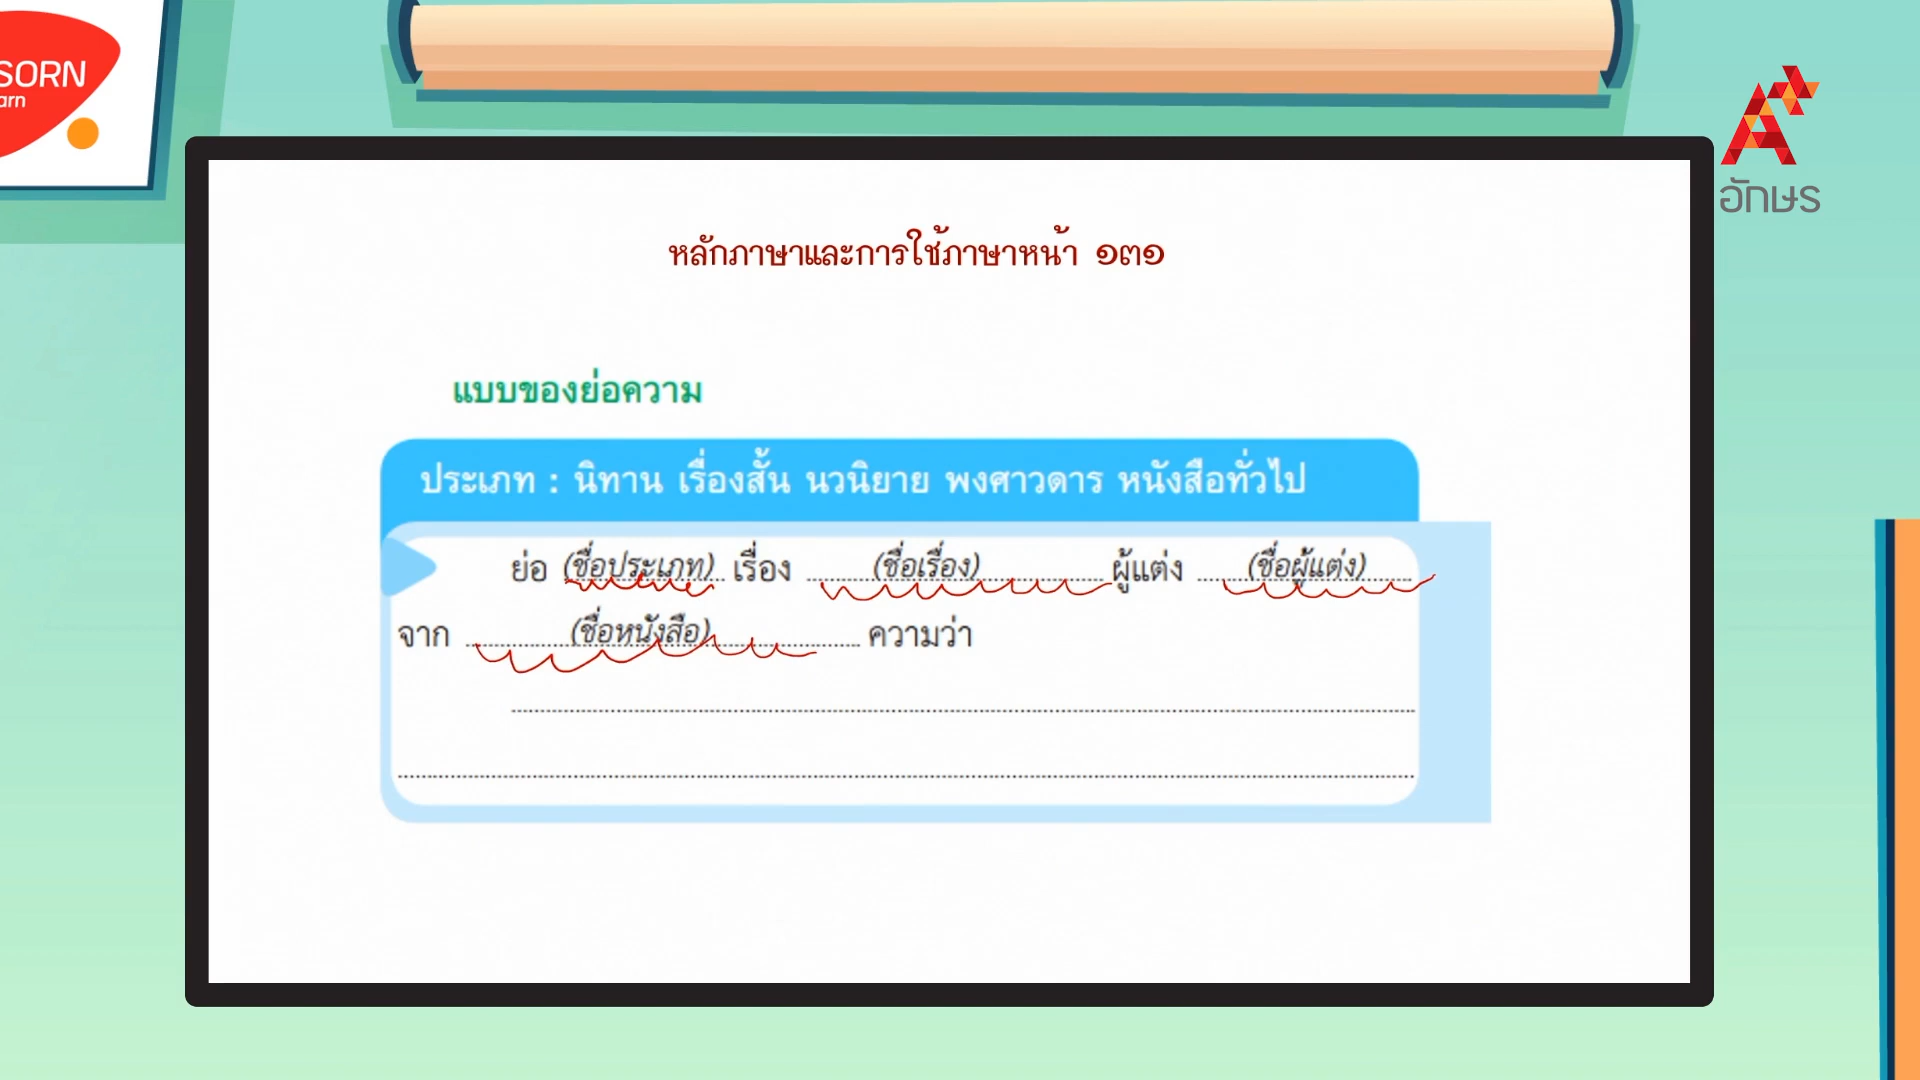 SORN
arn
อักษร
หลักภาษาและการใช้ภาษาหน้า ๑๓๑
แบบของย่อความ
ประเภท : นิทาน เรื่องสั้น นวนิยาย พงศาวดาร หนังสือทั่วไป
ย่อ (ชื่อประเภท) เรื่อง (ชื่อเรื่อง) ผู้แต่ง (ชื่อผู้แต่ง)
จาก (ชื่อหนังสือ) ความว่า